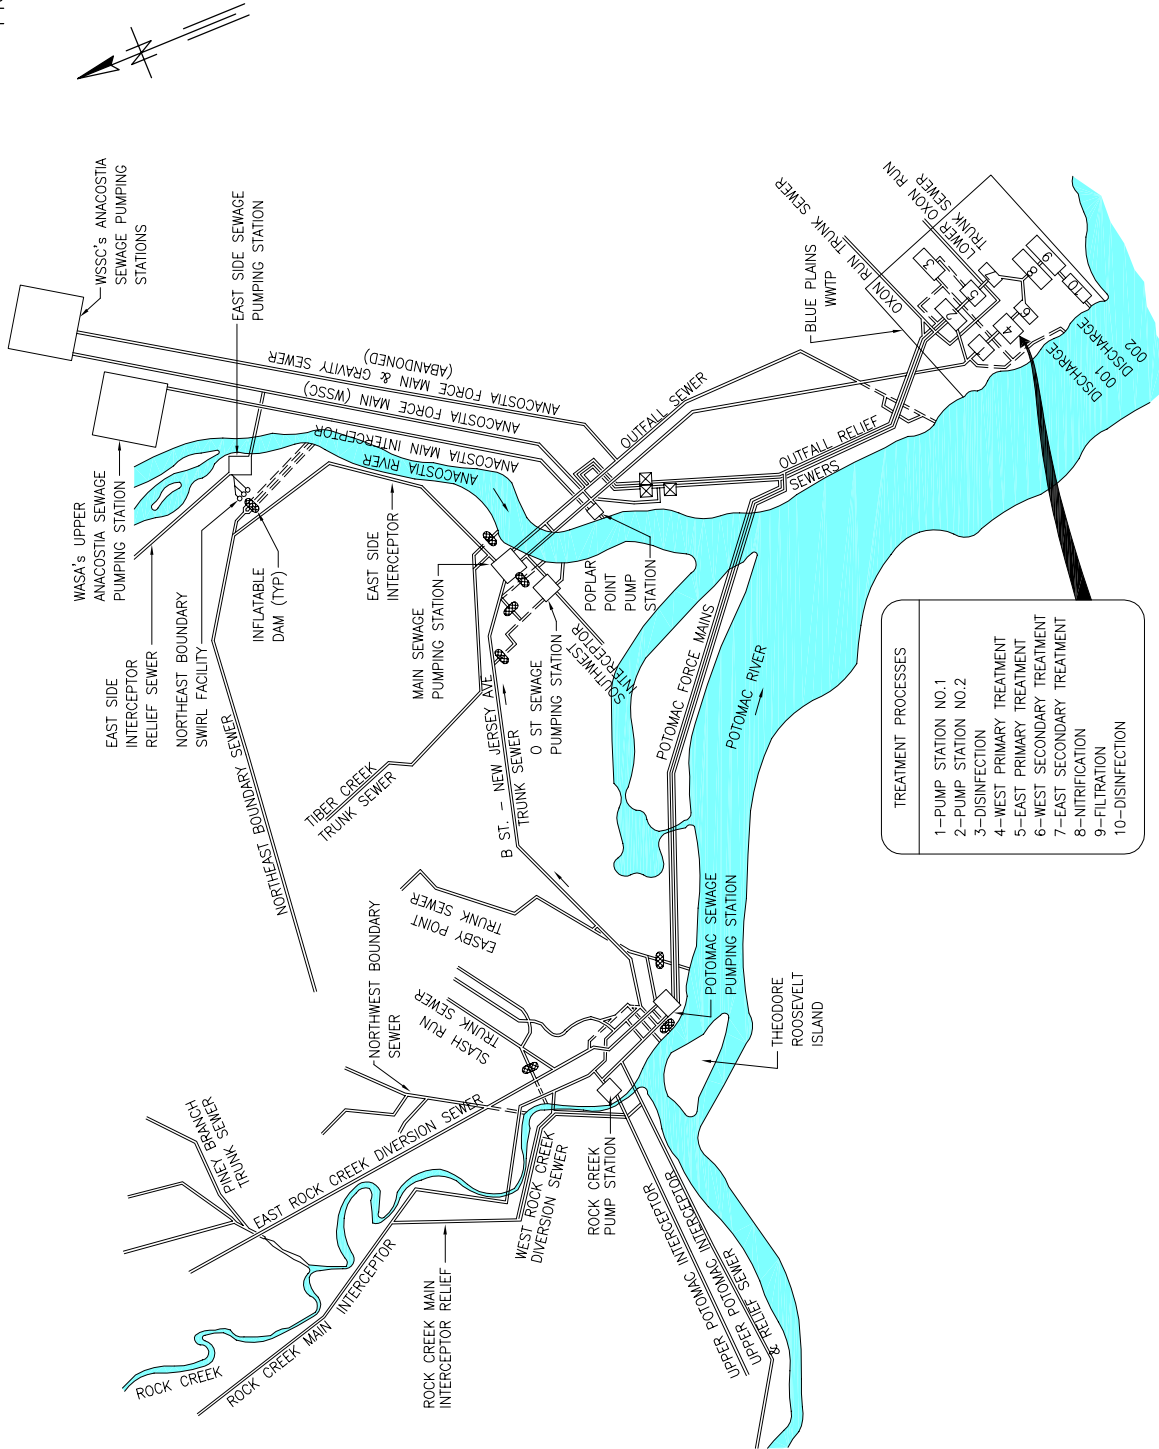 WSSC's ANACOSTIA
SEWAGE PUMPING
STATIONS
EAST SIDE SEWAGE
PUMPING STATION
WASA's UPPER
ANACOSTIA SEWAGE
PUMPING STATION
EAST SIDE
INTERCEPTOR
RELIEF SEWER
NORTHEAST BOUNDARY
SWIRL FACILITY
INFLATABLE
DAM (TYP)
NORTHEAST BOUNDARY SEWER
ANACOSTIA FORCE MAIN & GRAVITY SEWER
(ABANDONED)
ANACOSTIA FORCE MAIN (WSSC)
ANACOSTIA MAIN INTERCEPTOR
ANACOSTIA RIVER
EAST SIDE
INTERCEPTOR
MAIN SEWAGE
PUMPING STATION
O ST SEWAGE
PUMPING STATION
POPLAR
POINT
PUMP
STATION
SOUTHWEST
INTERCEPTOR
TIBER CREEK
TRUNK SEWER
B ST. - NEW JERSEY AVE
TRUNK SEWER
OUTFALL SEWER
OUTFALL RELIEF
SEWERS
POTOMAC FORCE MAINS
POTOMAC RIVER
BLUE PLAINS
WWTP
OXON RUN TRUNK SEWER
OXON RUN TRUNK SEWER
LOWER OXON RUN
TRUNK SEWER
3
5
2
1
8
9
10
6
4
DISCHARGE
001
DISCHARGE
002
TREATMENT PROCESSES
1-PUMP STATION NO.1
2-PUMP STATION NO.2
3-DISINFECTION
4-WEST PRIMARY TREATMENT
5-EAST PRIMARY TREATMENT
6-WEST SECONDARY TREATMENT
7-EAST SECONDARY TREATMENT
8-NITRIFICATION
9-FILTRATION
10-DISINFECTION
EASBY POINT
TRUNK SEWER
NORTHWEST BOUNDARY
SEWER
SLASH RUN
TRUNK SEWER
POTOMAC SEWAGE
PUMPING STATION
THEODORE
ROOSEVELT
ISLAND
PINEY BRANCH
TRUNK SEWER
EAST ROCK CREEK DIVERSION SEWER
WEST ROCK CREEK
DIVERSION SEWER
ROCK CREEK
PUMP STATION
ROCK CREEK
ROCK CREEK MAIN INTERCEPTOR
ROCK CREEK MAIN
INTERCEPTOR RELIEF
UPPER POTOMAC INTERCEPTOR
UPPER POTOMAC INTERCEPTOR
& RELIEF SEWER